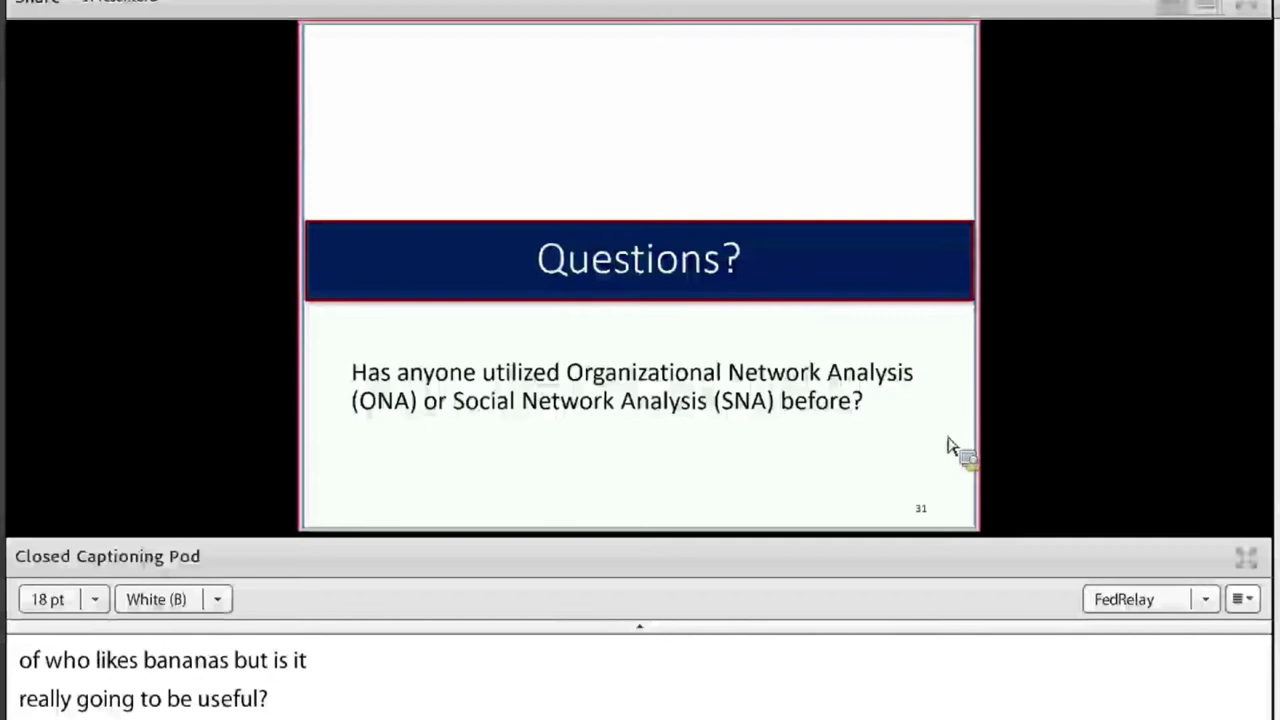 Questions?
Has anyone utilized Organizational Network Analysis
(ONA) or Social Network Analysis (SNA) before?
31
Closed Captioning Pod
18 pt
White (B)
FedRelay
of who likes bananas but is it
really going to be useful?